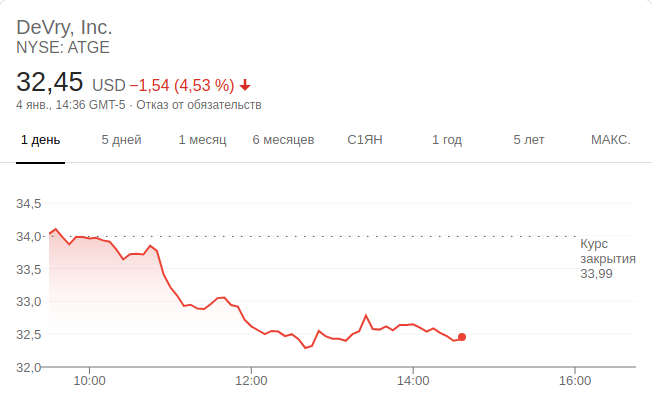 DeVry, Inc.
NYSE: ATGE
32,45 USD −1,54 (4,53 %) 
4 янв., 14:36 GMT-5 · Отказ от обязательств
1 день 5 дней 1 месяц 6 месяцев С1ЯН 1 год 5 лет МАКС.
34,5
34,0
33,5
33,0
32,5
32,0
Курс
закрытия
33,99
10:00 12:00 14:00 16:00